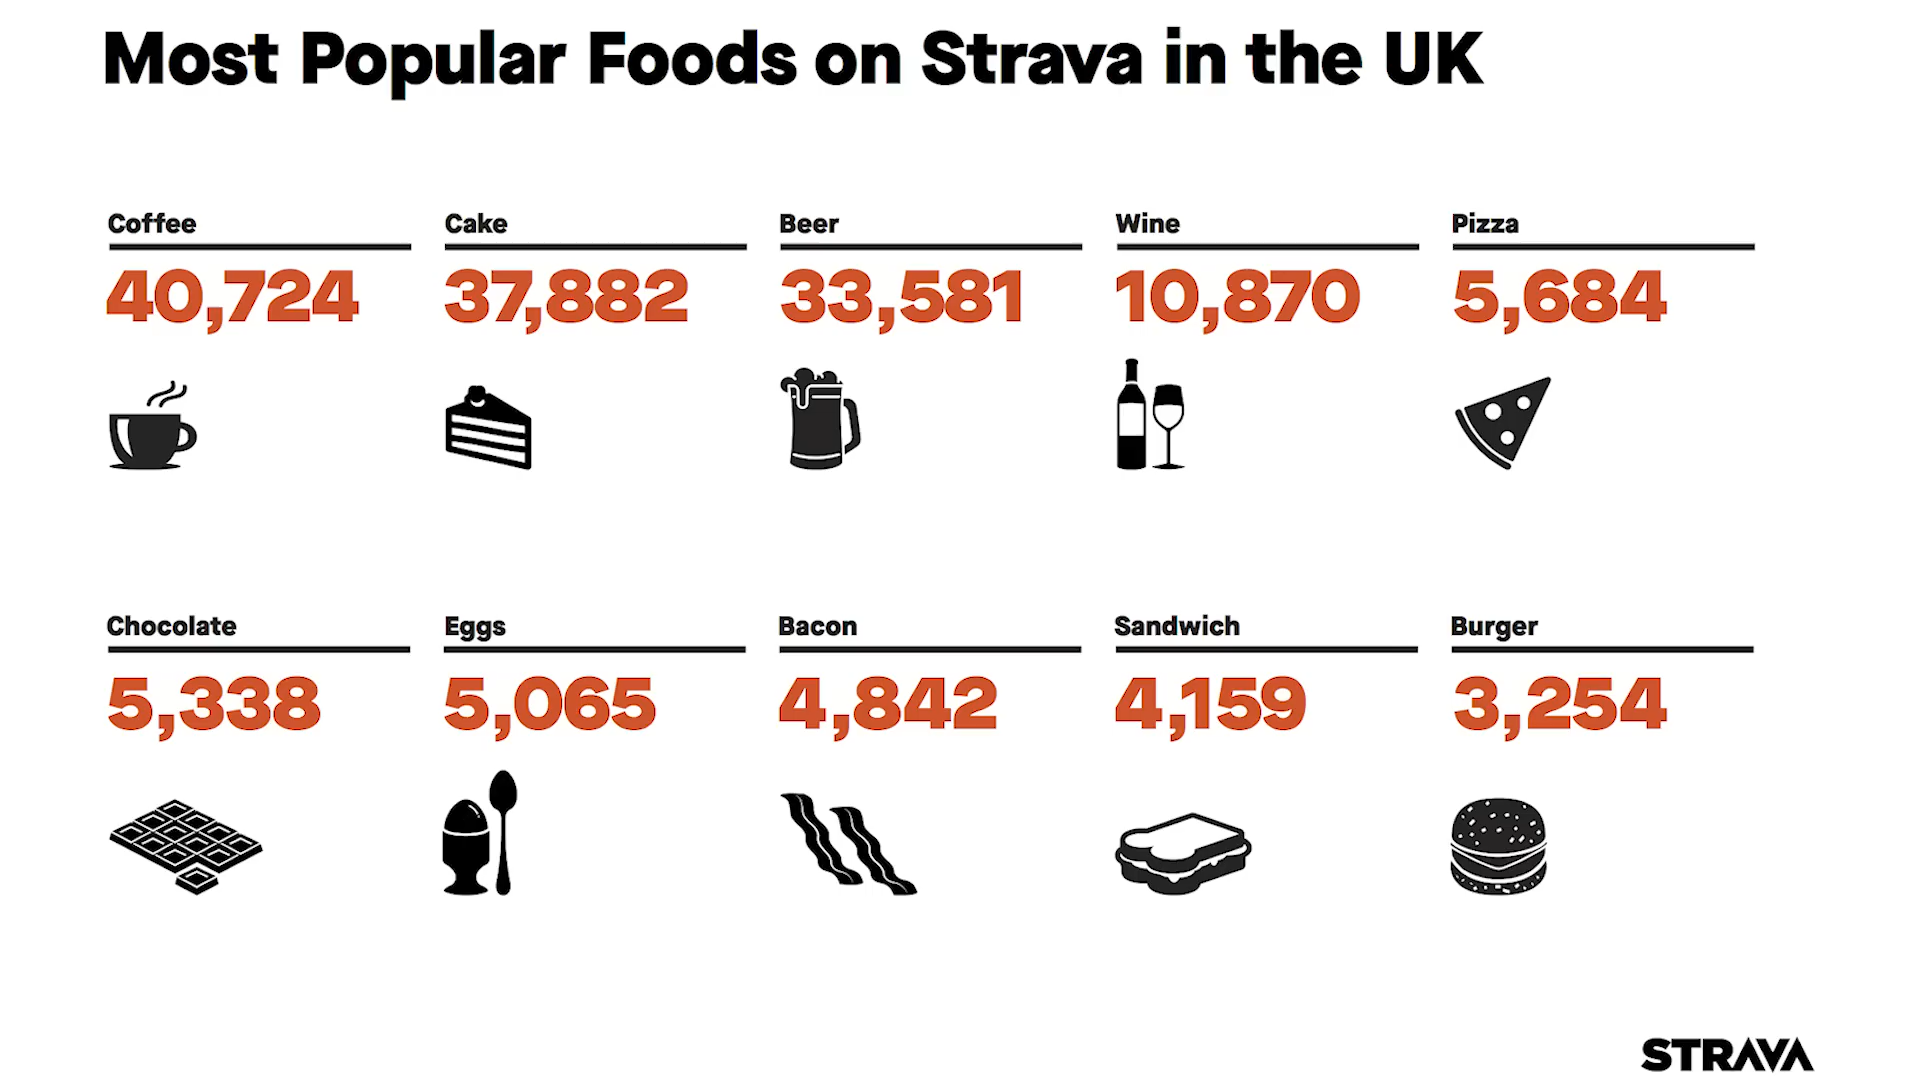 Most Popular Foods on Strava in the UK
Coffee
40,724
Cake
37,882
Beer
33,581
Wine
10,870
Pizza
5,684
Chocolate
5,338
Eggs
5,065
Bacon
4,842
Sandwich
4,159
Burger
3,254
STRAVA